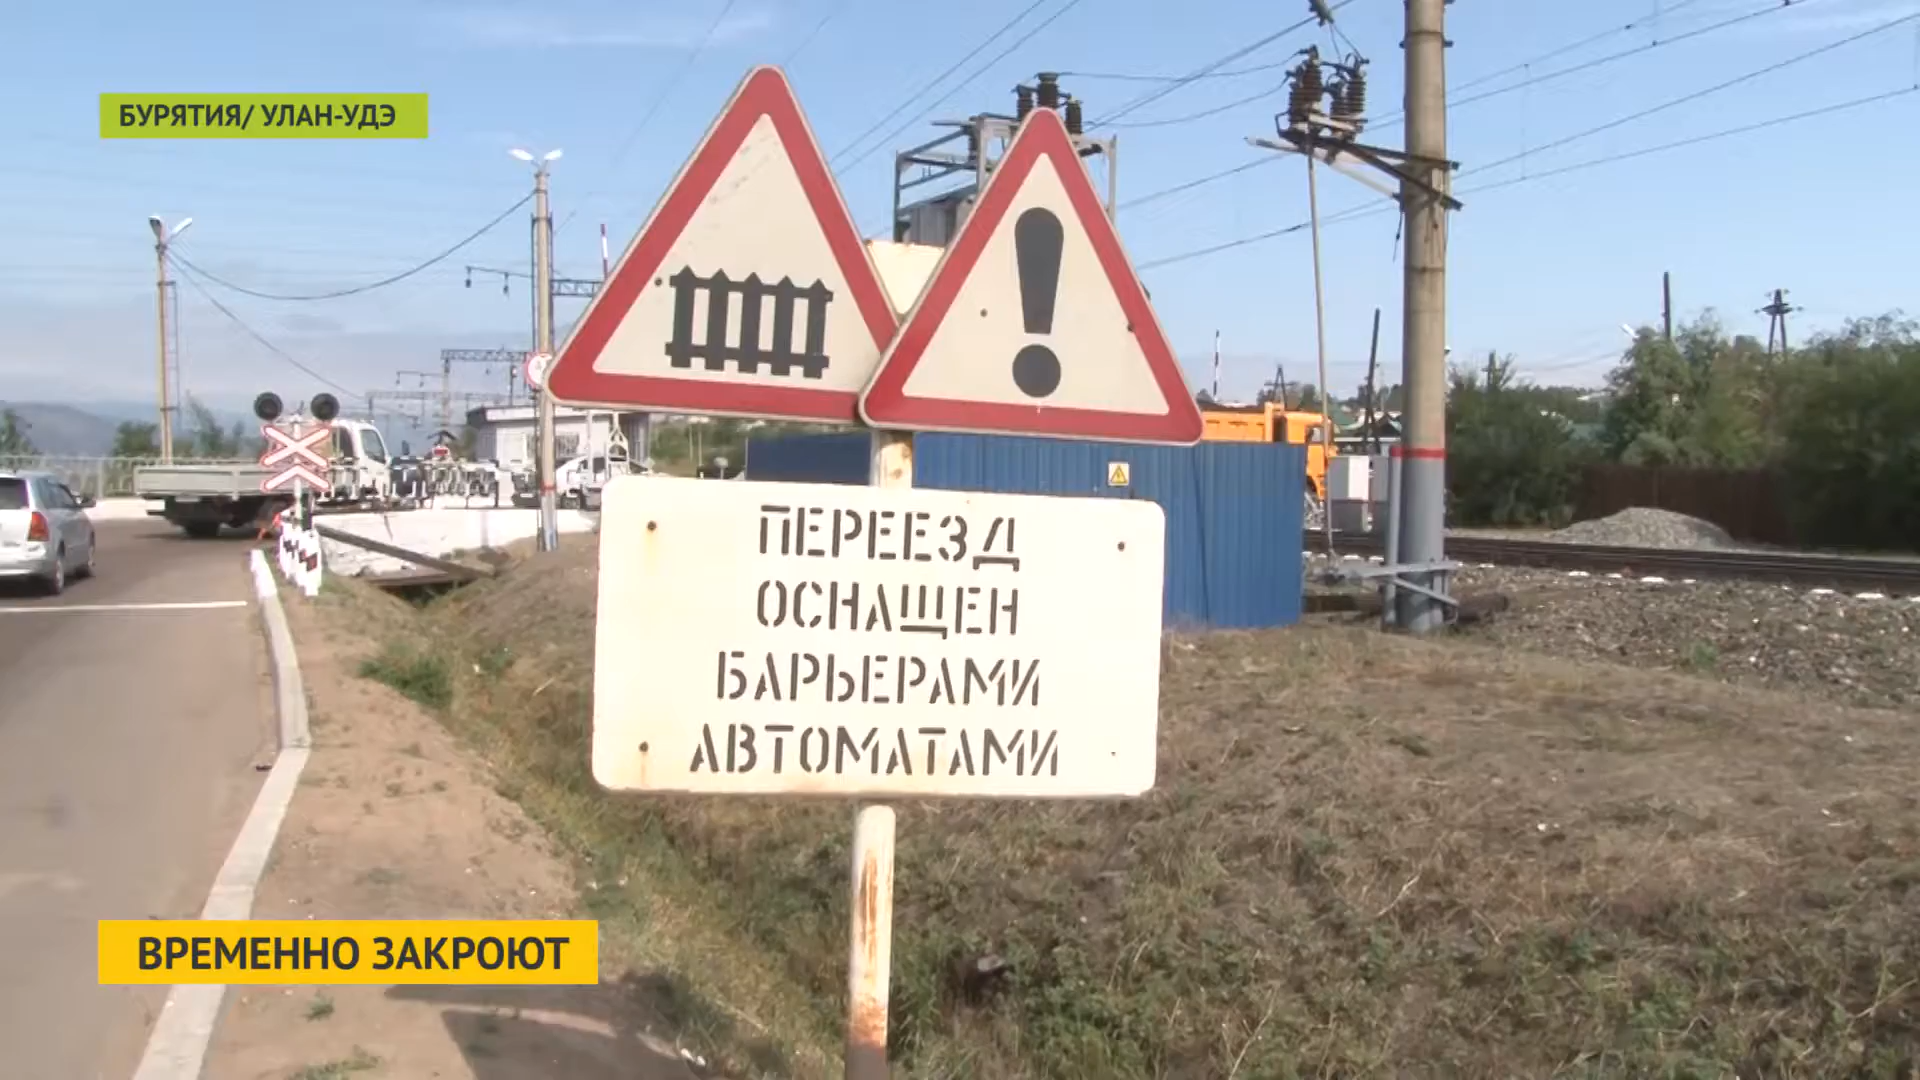 БУРЯТИЯ/ УЛАН-УДЭ
ПЕРЕЕЗД
ОСНАЩЕН
БАРЬЕРАМИ
АВТОМАТАМИ
ВРЕМЕННО ЗАКРОЮТ